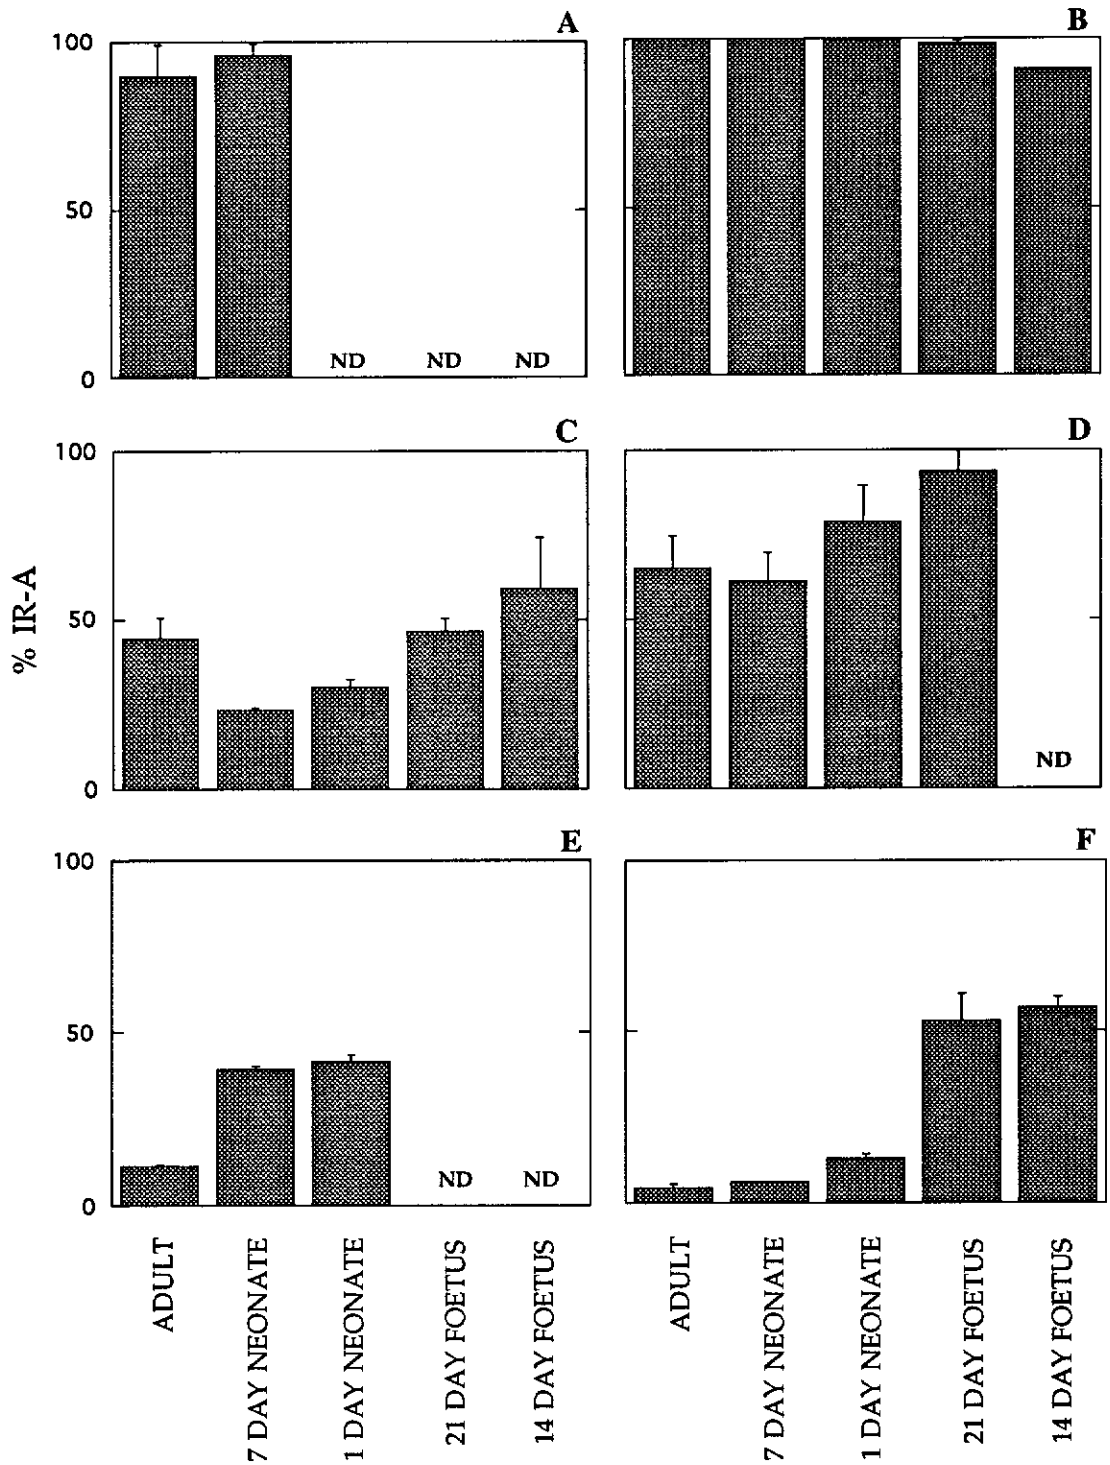 A
B
100
50
0
ND ND ND
C
D
100
50
0
ND
% IR-A
E
F
100
50
0
ND ND
ADULT
7 DAY NEONATE
1 DAY NEONATE
21 DAY FOETUS
14 DAY FOETUS
ADULT
7 DAY NEONATE
1 DAY NEONATE
21 DAY FOETUS
14 DAY FOETUS